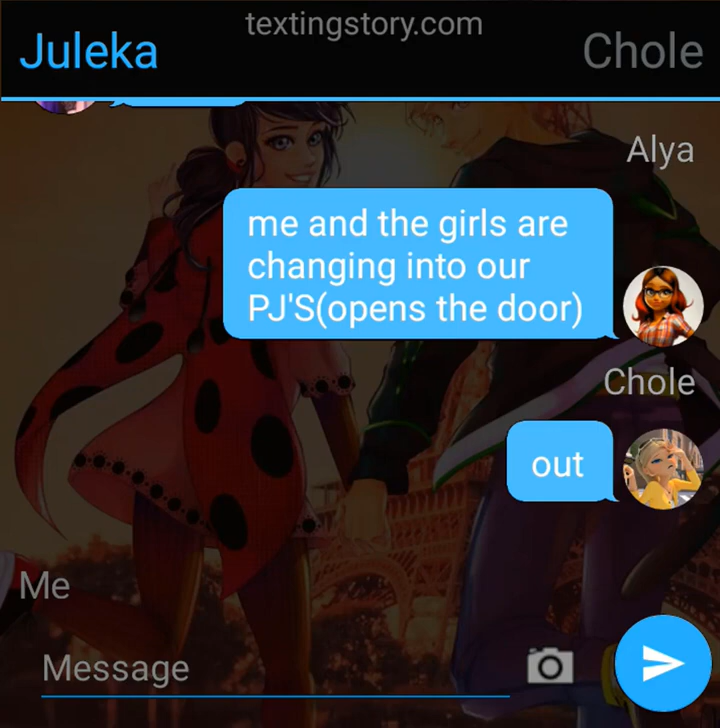 textingstory.com
Juleka
Chole
Alya
me and the girls are
changing into our
PJ'S(opens the door)
Chole
out
Me
Message